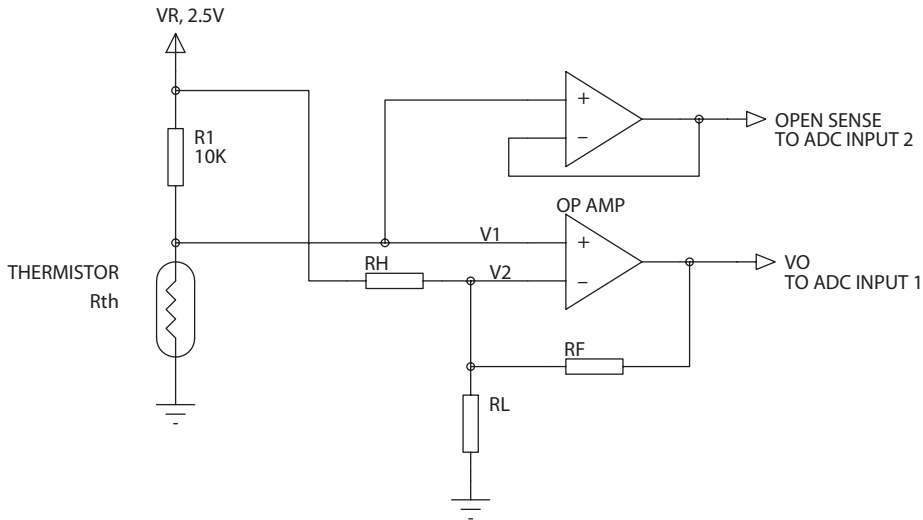 VR, 2.5V
R1
10K
OPEN SENSE
TO ADC INPUT 2
OP AMP
V1
THERMISTOR
Rth
RH
V2
VO
TO ADC INPUT 1
RF
RL